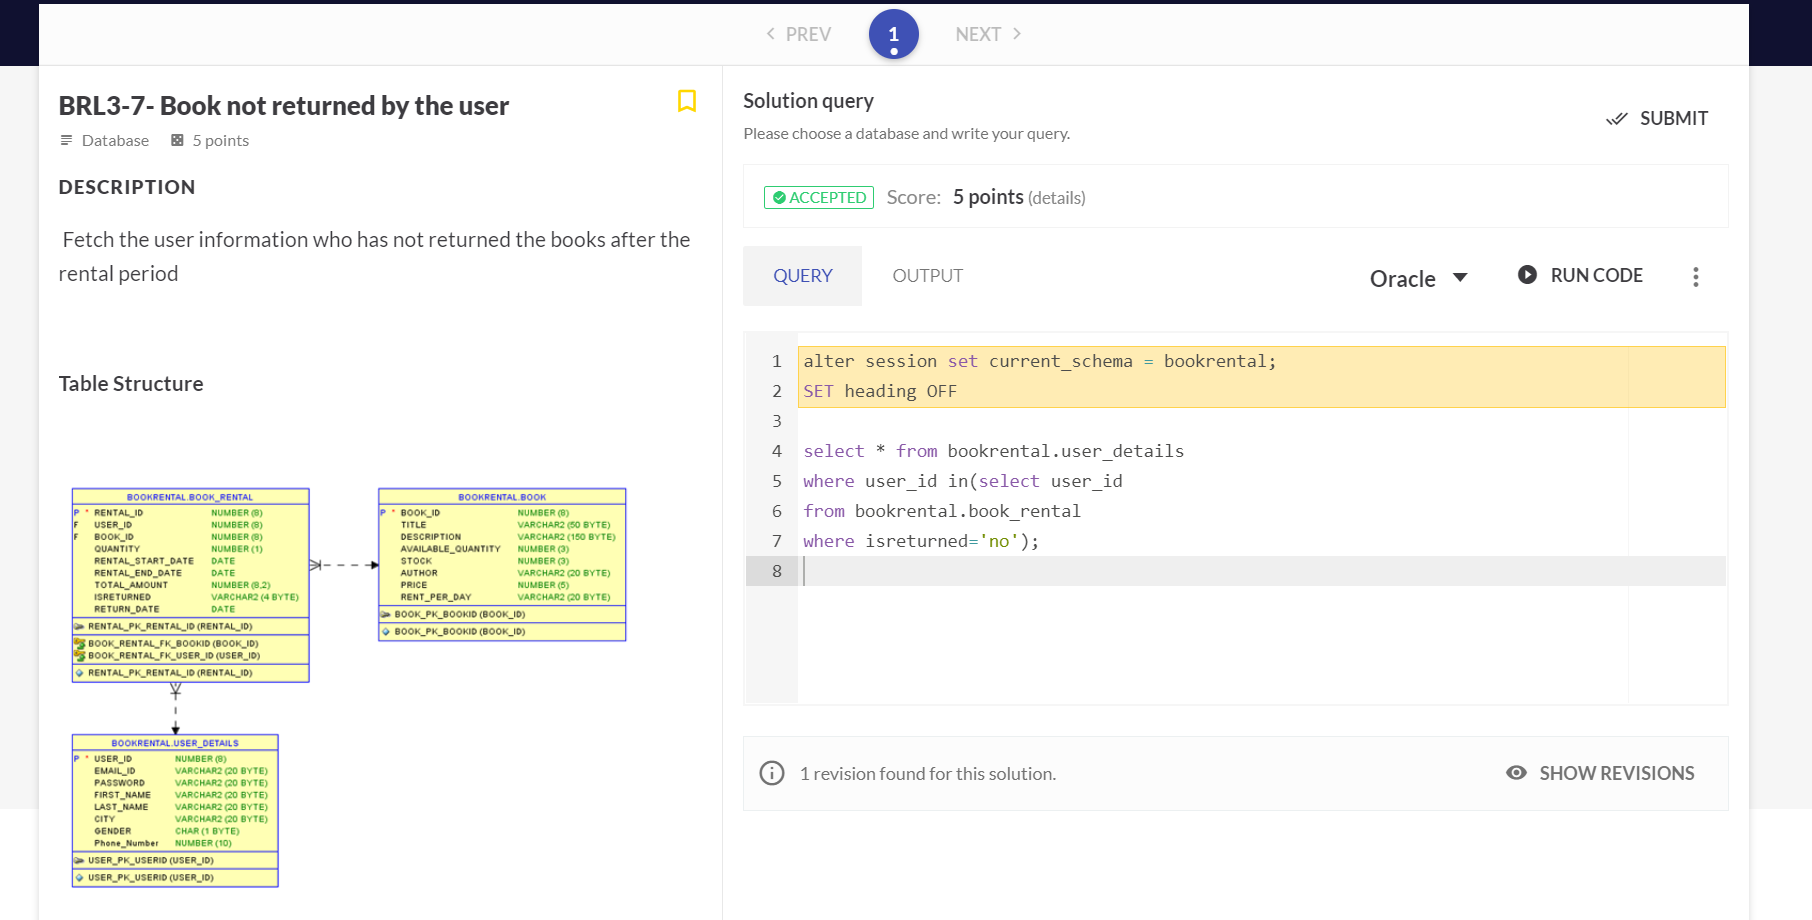 PREV
1
NEXT
BRL3-7- Book not returned by the user
Database
5 points
DESCRIPTION
Fetch the user information who has not returned the books after the
rental period
Table Structure
BOOKRENTAL.BOOK_RENTAL
P * RENTAL_ID NUMBER (8)
F USER_ID NUMBER (8)
F BOOK_ID NUMBER (8)
QUANTITY NUMBER (1)
RENTAL_START_DATE DATE
RENTAL_END_DATE DATE
TOTAL_AMOUNT NUMBER (8,2)
ISRETURNED VARCHAR2 (4 BYTE)
RETURN_DATE DATE
RENTAL_PK_RENTAL_ID (RENTAL_ID)
BOOK_RENTAL_FK_BOOKID (BOOK_ID)
BOOK_RENTAL_FK_USER_ID (USER_ID)
RENTAL_PK_RENTAL_ID (RENTAL_ID)
BOOKRENTAL.BOOK
P * BOOK_ID NUMBER (8)
TITLE VARCHAR2 (50 BYTE)
DESCRIPTION VARCHAR2 (150 BYTE)
AVAILABLE_QUANTITY NUMBER (3)
STOCK NUMBER (3)
AUTHOR VARCHAR2 (20 BYTE)
PRICE NUMBER (5)
RENT_PER_DAY VARCHAR2 (20 BYTE)
BOOK_PK_BOOKID (BOOK_ID)
BOOK_PK_BOOKID (BOOK_ID)
BOOKRENTAL.USER_DETAILS
P * USER_ID NUMBER (8)
EMAIL_ID VARCHAR2 (20 BYTE)
PASSWORD VARCHAR2 (20 BYTE)
FIRST_NAME VARCHAR2 (20 BYTE)
LAST_NAME VARCHAR2 (20 BYTE)
CITY VARCHAR2 (20 BYTE)
GENDER CHAR (1 BYTE)
Phone_Number NUMBER (10)
USER_PK_USERID (USER_ID)
USER_PK_USERID (USER_ID)
Solution query
Please choose a database and write your query.
SUBMIT
ACCEPTED Score: 5 points (details)
QUERY
OUTPUT
Oracle
RUN CODE
1 alter session set current_schema = bookrental;
2 SET heading OFF
3
4 select * from bookrental.user_details
5 where user_id in(select user_id
6 from bookrental.book_rental
7 where isreturned='no');
8
1 revision found for this solution.
SHOW REVISIONS